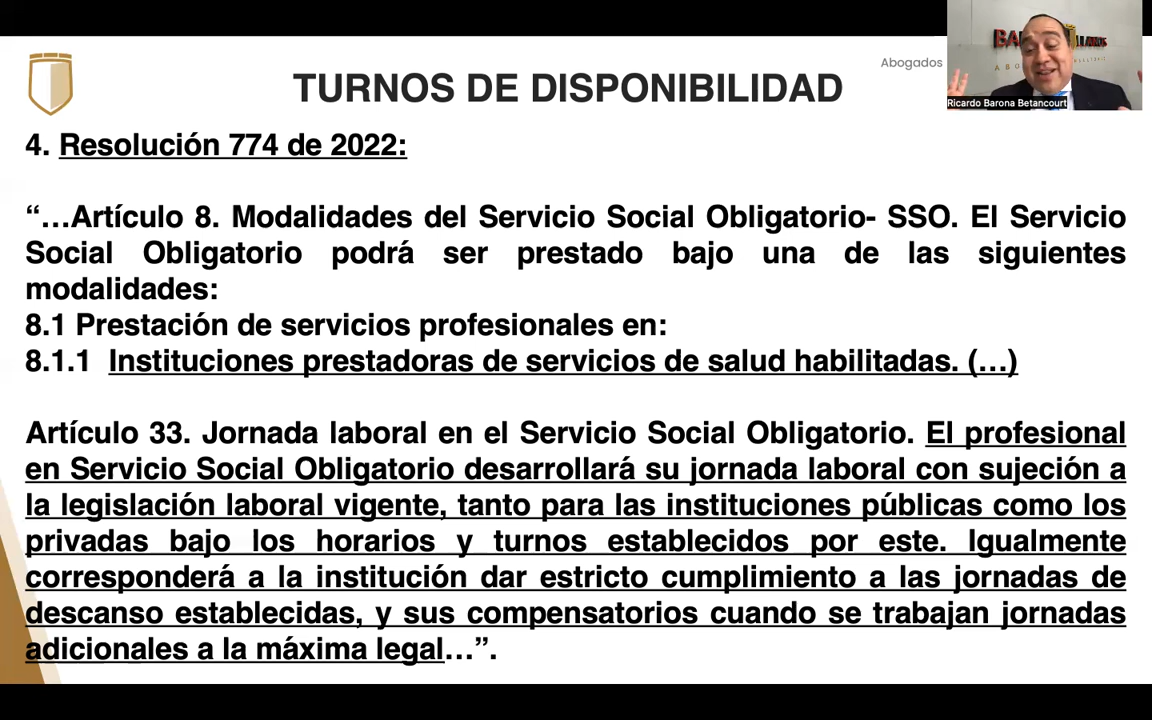 Abogados
BA
ABO
Ricardo Barona Betancourt
TURNOS DE DISPONIBILIDAD
4. Resolución 774 de 2022:
“…Artículo 8. Modalidades del Servicio Social Obligatorio- SSO. El Servicio
Social Obligatorio podrá ser prestado bajo una de las siguientes
modalidades:
8.1 Prestación de servicios profesionales en:
8.1.1 Instituciones prestadoras de servicios de salud habilitadas. (…)
Artículo 33. Jornada laboral en el Servicio Social Obligatorio. El profesional
en Servicio Social Obligatorio desarrollará su jornada laboral con sujeción a
la legislación laboral vigente, tanto para las instituciones públicas como los
privadas bajo los horarios y turnos establecidos por este. Igualmente
corresponderá a la institución dar estricto cumplimiento a las jornadas de
descanso establecidas, y sus compensatorios cuando se trabajan jornadas
adicionales a la máxima legal…”.